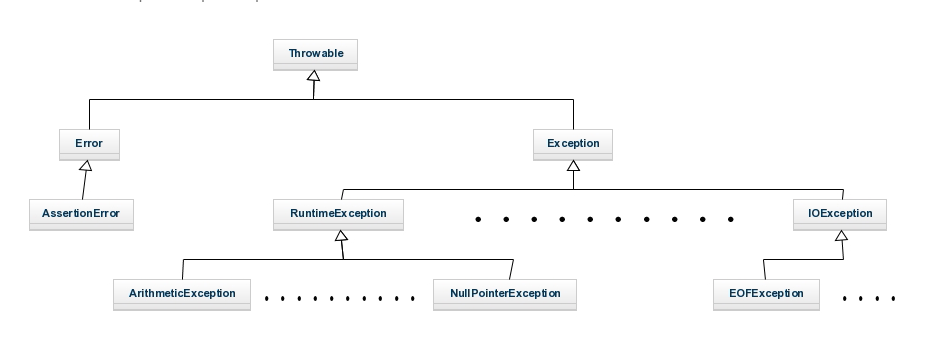 Throwable
Error
Exception
AssertionError
RuntimeException
IOException
ArithmeticException
NullPointerException
EOFException